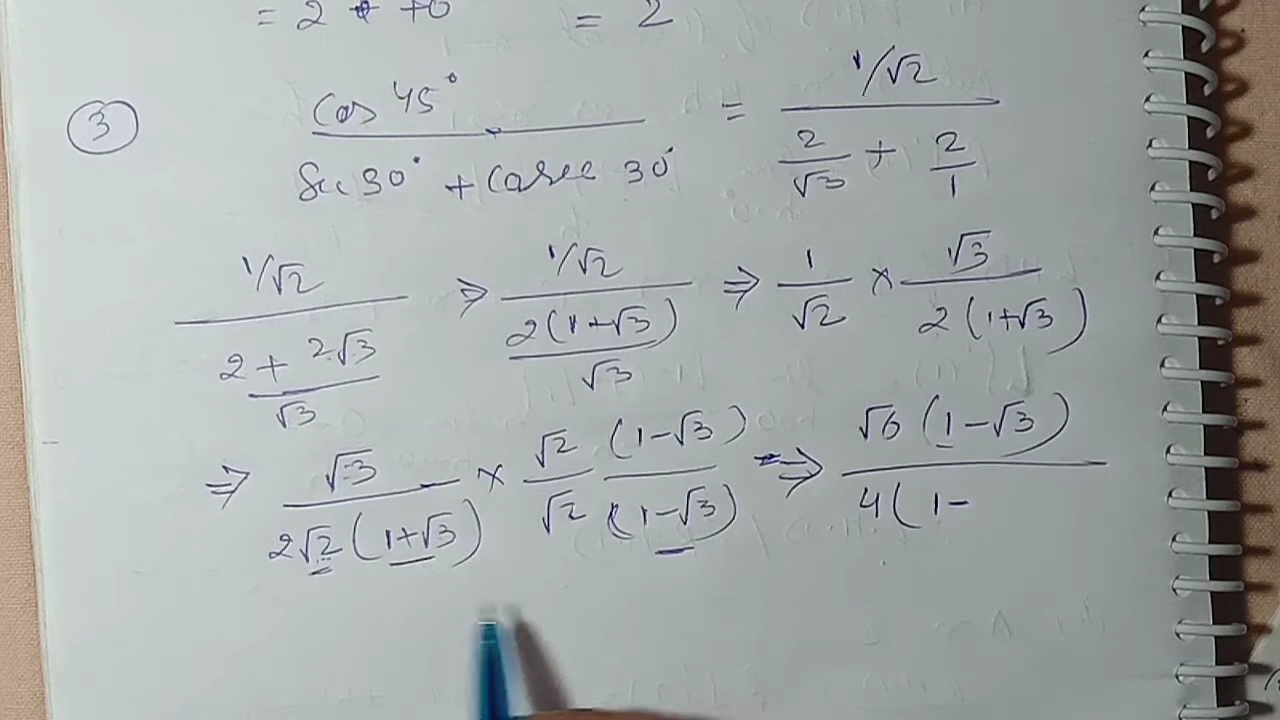 = 2 + +0 = 2
③ cos 45° / Sec 30° + Cosec 30° = 1/√2 / (2/√3 + 2/1)
1/√2 / ((2 + 2√3)/√3) ⇒ 1/√2 / (2(1+√3)/√3) ⇒ 1/√2 × √3 / 2(1+√3)
⇒ √3 / 2√2(1+√3) × √2/√2 (1-√3)/(1-√3) ⇒ √6(1-√3) / 4(1-